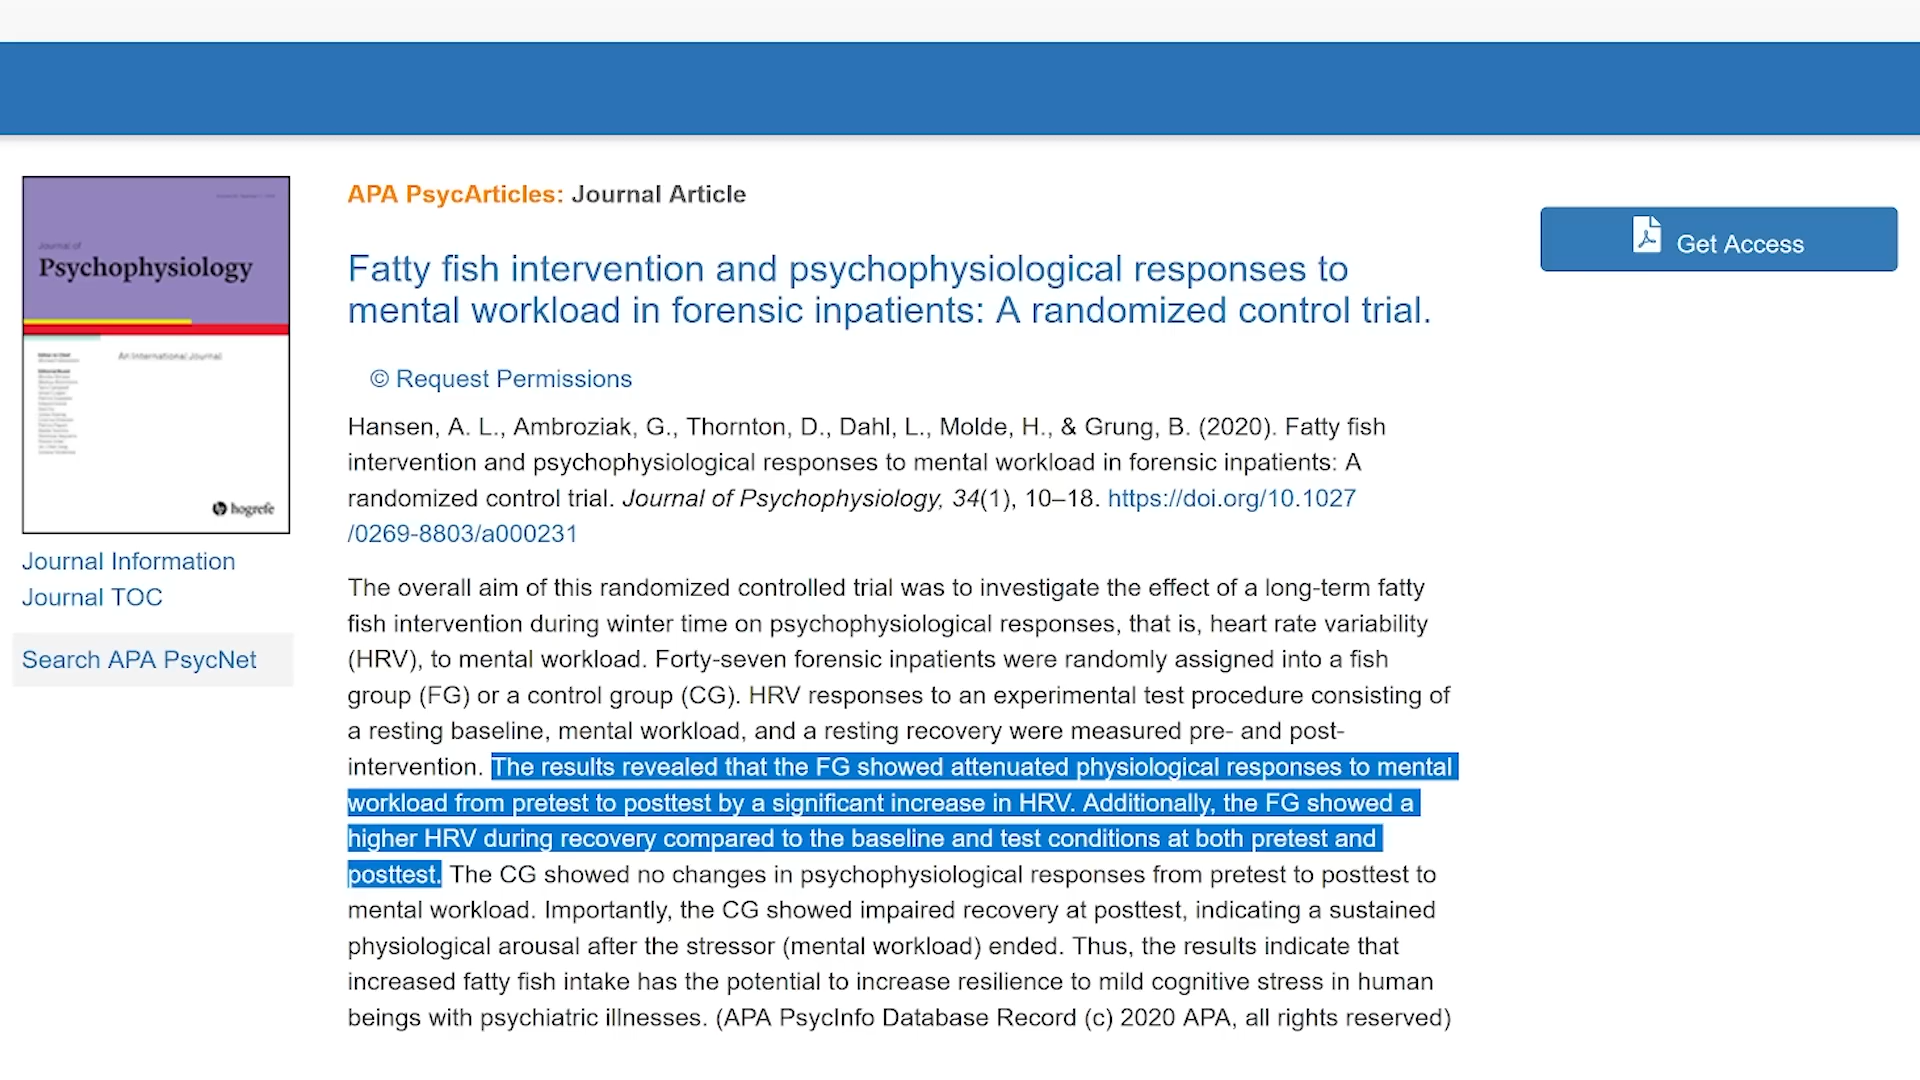 Journal of
Psychophysiology
An International Journal
hogrefe
Journal Information
Journal TOC
Search APA PsycNet
APA PsycArticles: Journal Article
Fatty fish intervention and psychophysiological responses to
mental workload in forensic inpatients: A randomized control trial.
© Request Permissions
Hansen, A. L., Ambroziak, G., Thornton, D., Dahl, L., Molde, H., & Grung, B. (2020). Fatty fish
intervention and psychophysiological responses to mental workload in forensic inpatients: A
randomized control trial. Journal of Psychophysiology, 34(1), 10–18. https://doi.org/10.1027
/0269-8803/a000231
The overall aim of this randomized controlled trial was to investigate the effect of a long-term fatty
fish intervention during winter time on psychophysiological responses, that is, heart rate variability
(HRV), to mental workload. Forty-seven forensic inpatients were randomly assigned into a fish
group (FG) or a control group (CG). HRV responses to an experimental test procedure consisting of
a resting baseline, mental workload, and a resting recovery were measured pre- and post-
intervention. The results revealed that the FG showed attenuated physiological responses to mental
workload from pretest to posttest by a significant increase in HRV. Additionally, the FG showed a
higher HRV during recovery compared to the baseline and test conditions at both pretest and
posttest. The CG showed no changes in psychophysiological responses from pretest to posttest to
mental workload. Importantly, the CG showed impaired recovery at posttest, indicating a sustained
physiological arousal after the stressor (mental workload) ended. Thus, the results indicate that
increased fatty fish intake has the potential to increase resilience to mild cognitive stress in human
beings with psychiatric illnesses. (APA PsycInfo Database Record (c) 2020 APA, all rights reserved)
Get Access